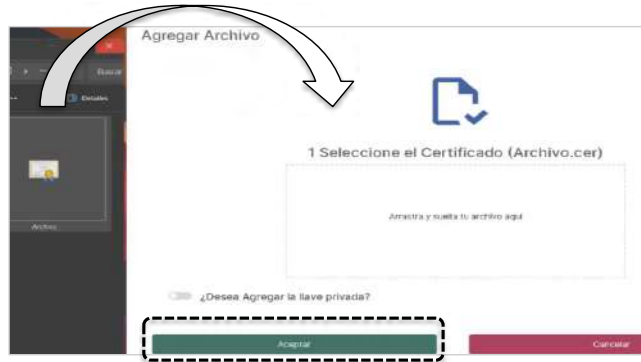 Agregar Archivo
Buscar
Detalles
1 Seleccione el Certificado (Archivo.cer)
Arrastra y suelta tu archivo aquí
Archivo
¿Desea Agregar la llave privada?
Aceptar
Cancelar